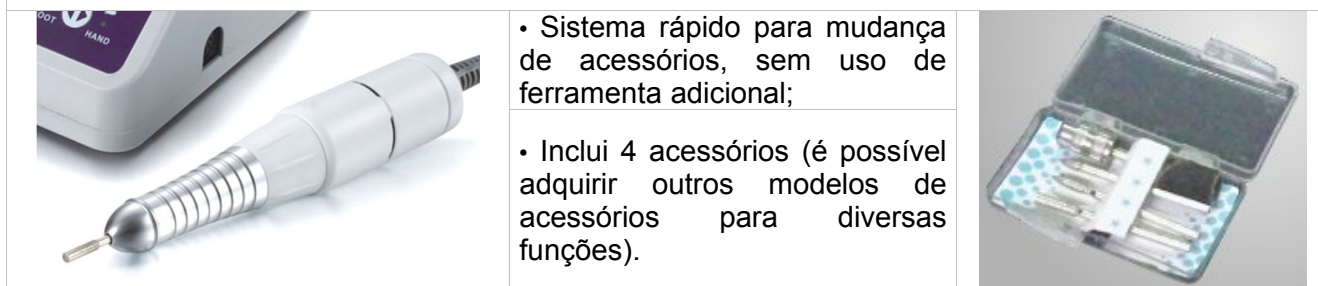 OOT
HAND
• Sistema rápido para mudança
de acessórios, sem uso de
ferramenta adicional;
• Inclui 4 acessórios (é possível
adquirir outros modelos de
acessórios para diversas
funções).